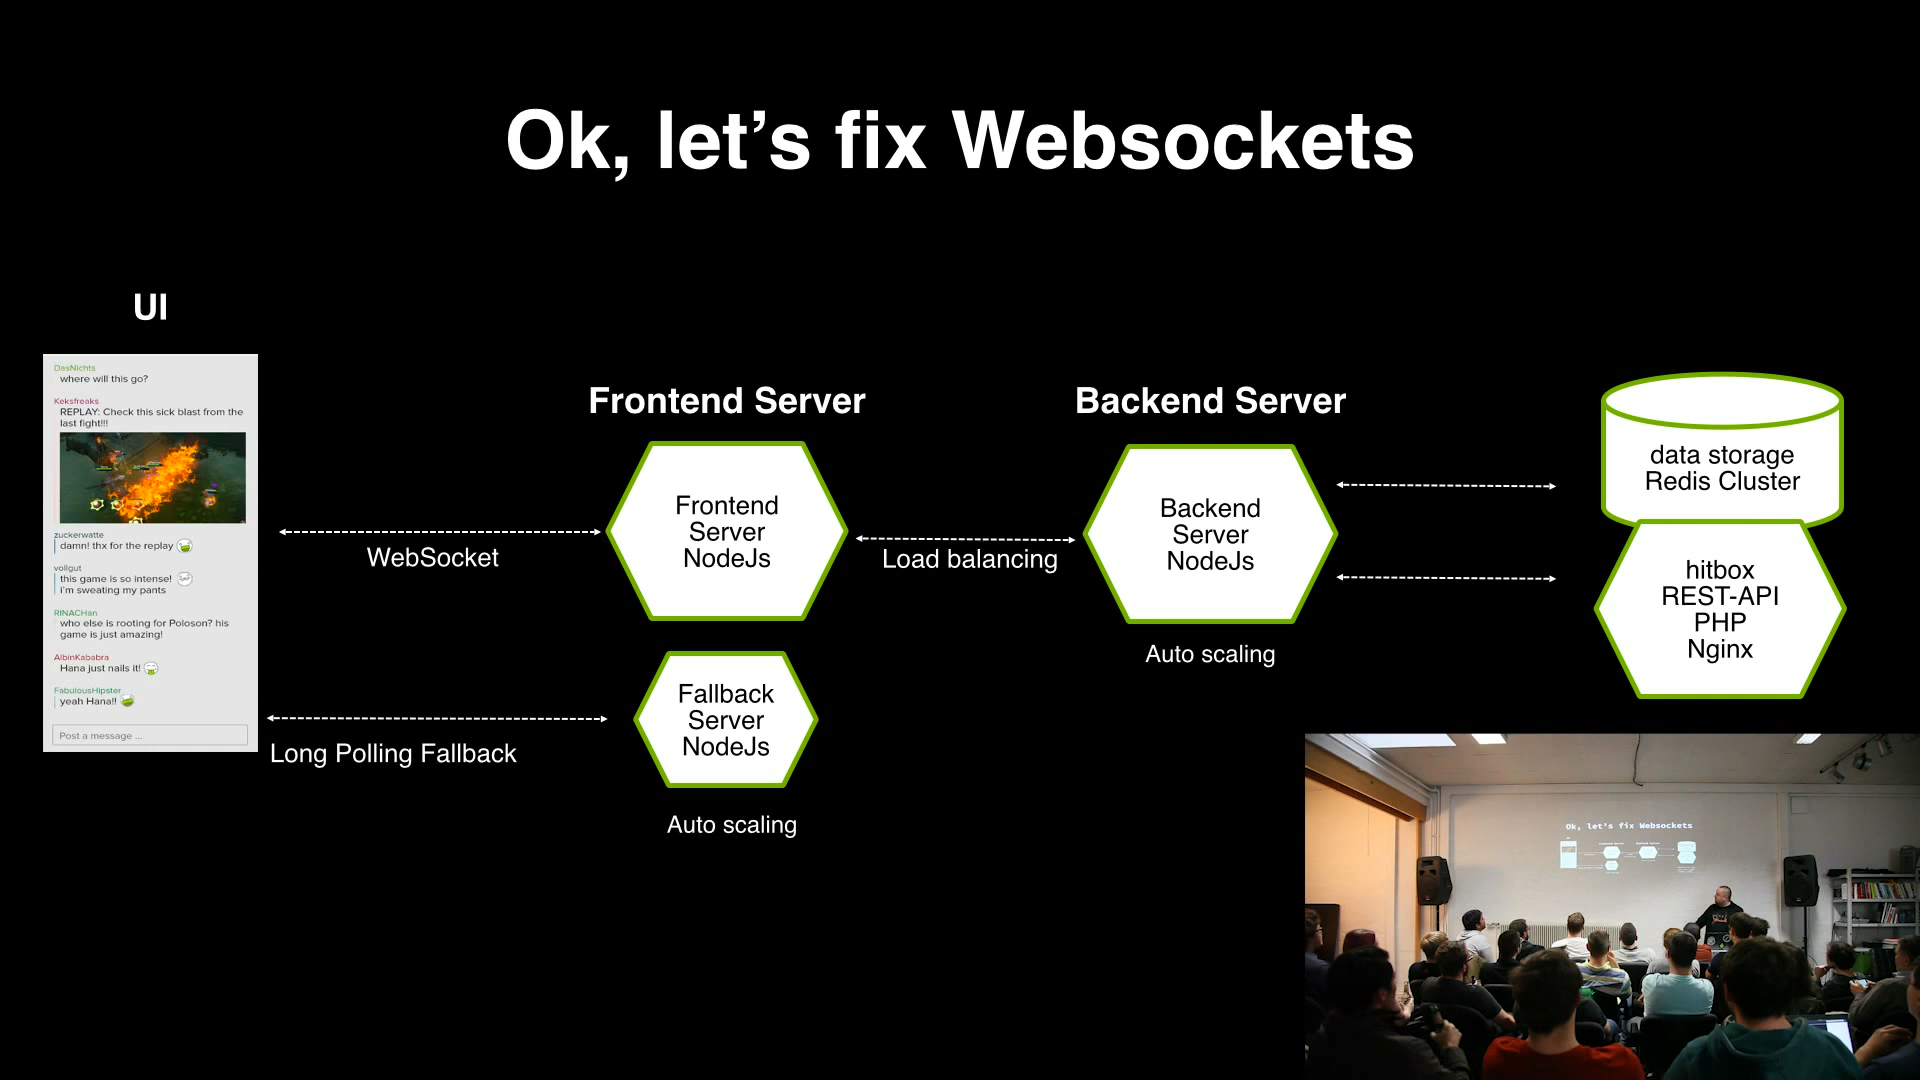 Ok, let’s fix Websockets
UI
DasNichts
where will this go?
Keksfreaks
REPLAY: Check this sick blast from the
last fight!!!
zuckerwatte
damn! thx for the replay
vollgut
this game is so intense!
I'm sweating my pants
RINACHan
who else is rooting for Poloson? his
game is just amazing!
AlbinKababra
Hana just nails it!
FabulousHipster
yeah Hana!!
Post a message ...
WebSocket
Long Polling Fallback
Frontend Server
Frontend
Server
NodeJs
Fallback
Server
NodeJs
Auto scaling
Load balancing
Backend Server
Backend
Server
NodeJs
Auto scaling
data storage
Redis Cluster
hitbox
REST-API
PHP
Nginx
Ok, let's fix Websockets